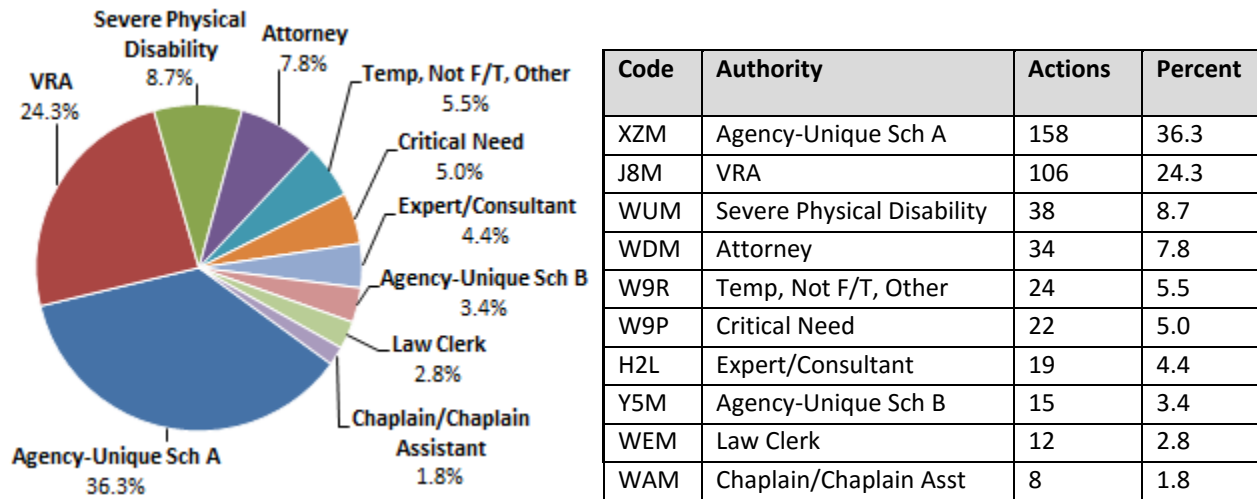 Severe Physical
Disability
8.7%
Attorney
7.8%
VRA
24.3%
Temp, Not F/T, Other
5.5%
Critical Need
5.0%
Expert/Consultant
4.4%
Agency-Unique Sch B
3.4%
Law Clerk
2.8%
Chaplain/Chaplain
Assistant
1.8%
Agency-Unique Sch A
36.3%
Code Authority Actions Percent
XZM Agency-Unique Sch A 158 36.3
J8M VRA 106 24.3
WUM Severe Physical Disability 38 8.7
WDM Attorney 34 7.8
W9R Temp, Not F/T, Other 24 5.5
W9P Critical Need 22 5.0
H2L Expert/Consultant 19 4.4
Y5M Agency-Unique Sch B 15 3.4
WEM Law Clerk 12 2.8
WAM Chaplain/Chaplain Asst 8 1.8